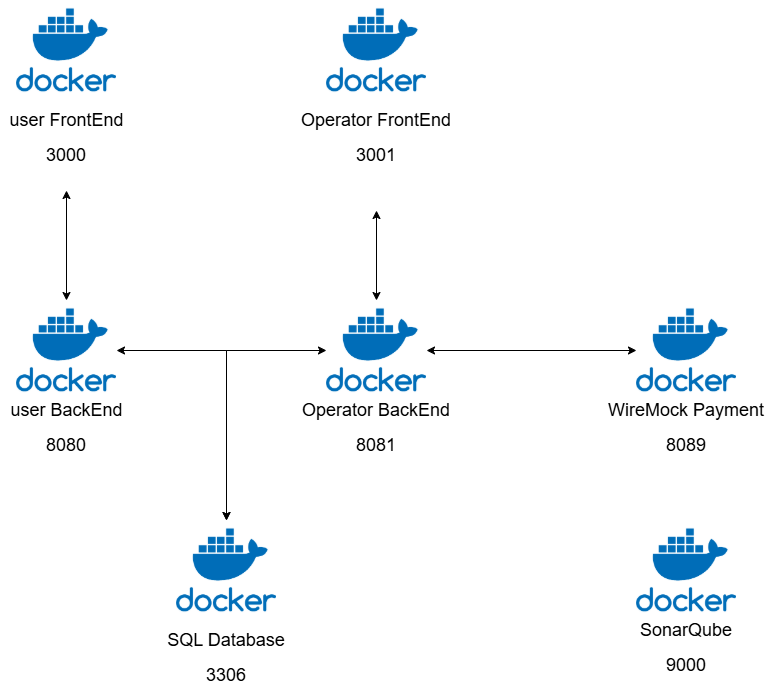 docker
user FrontEnd
3000
docker
Operator FrontEnd
3001
docker
user BackEnd
8080
docker
Operator BackEnd
8081
docker
WireMock Payment
8089
docker
SQL Database
3306
docker
SonarQube
9000